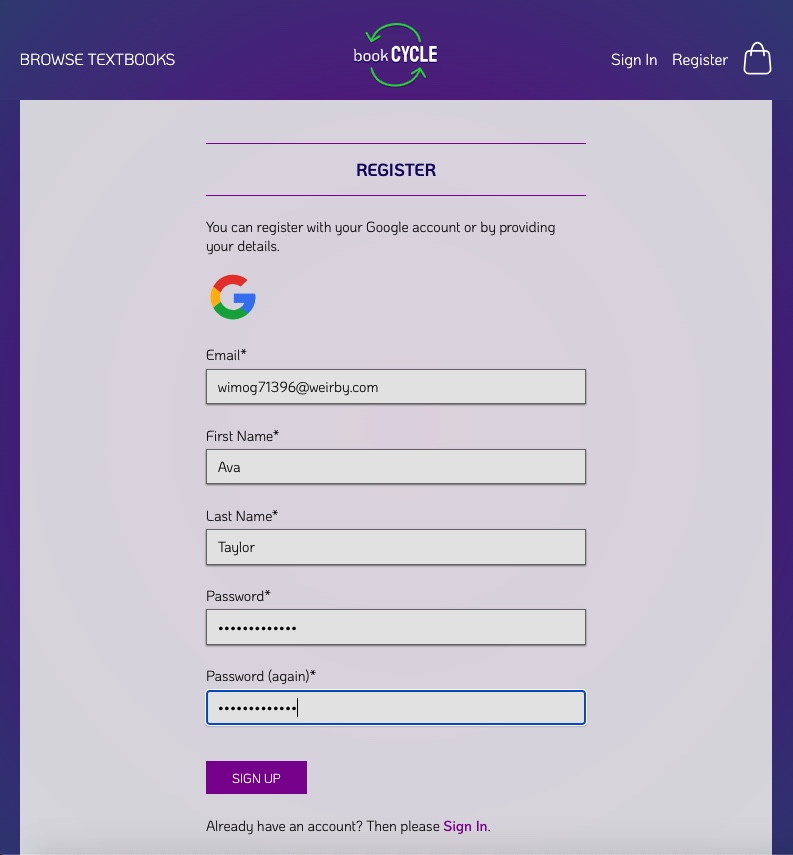 BROWSE TEXTBOOKS
book CYCLE
Sign In Register
REGISTER
You can register with your Google account or by providing
your details.
Email*
wimog71396@weirby.com
First Name*
Ava
Last Name*
Taylor
Password*
•••••••••••••
Password (again)*
•••••••••••••
SIGN UP
Already have an account? Then please Sign In.